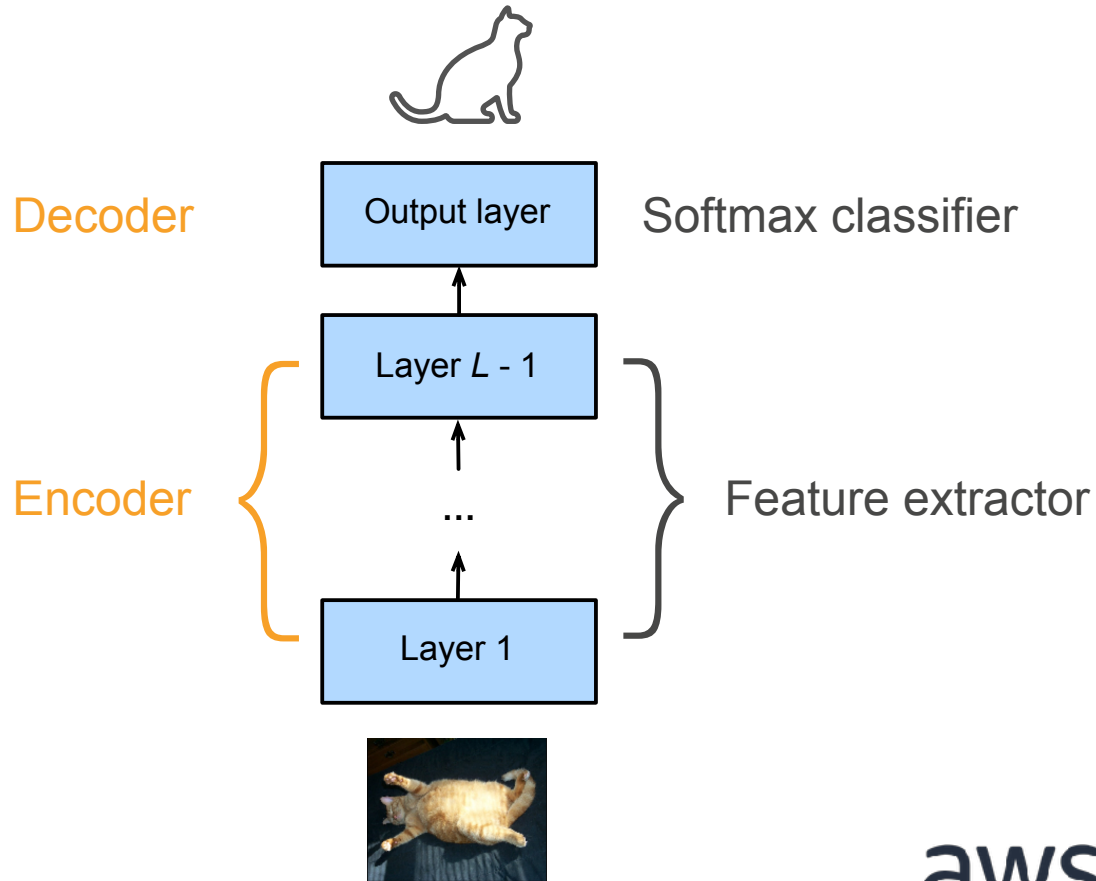 Decoder
Output layer
Softmax classifier
Layer L - 1
Encoder
...
Feature extractor
Layer 1
aws